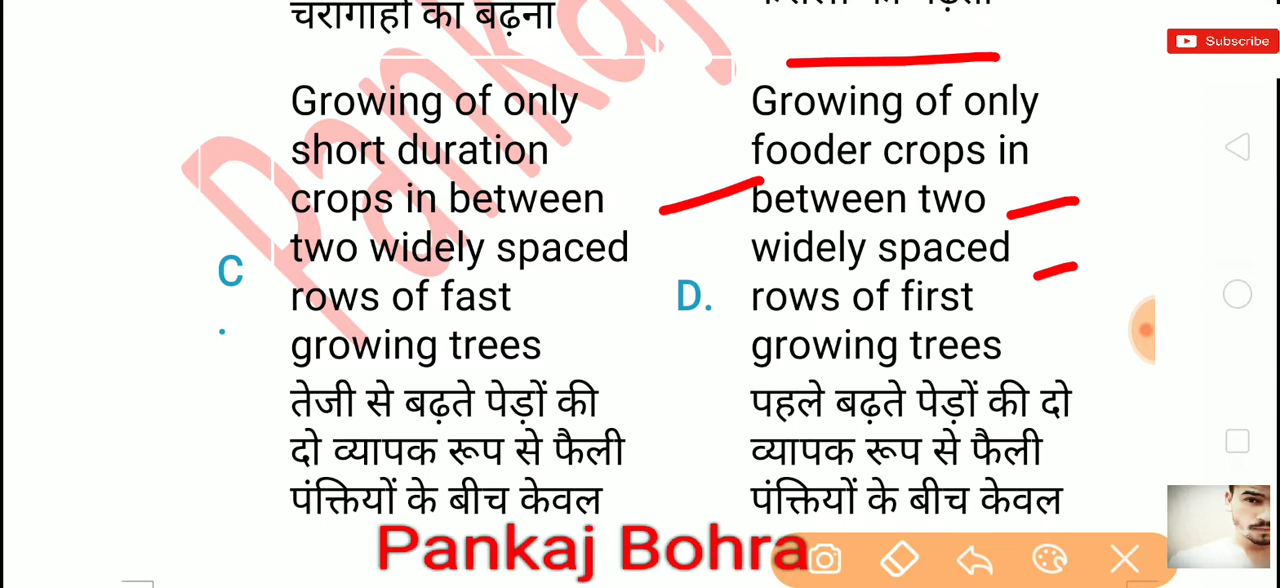 चरागाहों का बढ़ना
Subscribe
Growing of only
short duration
crops in between
two widely spaced
C
rows of fast
.
growing trees
तेजी से बढ़ते पेड़ों की
दो व्यापक रूप से फैली
पंक्तियों के बीच केवल
Growing of only
fooder crops in
between two
widely spaced
D. rows of first
growing trees
पहले बढ़ते पेड़ों की दो
व्यापक रूप से फैली
पंक्तियों के बीच केवल
Pankaj
Pankaj Bohra